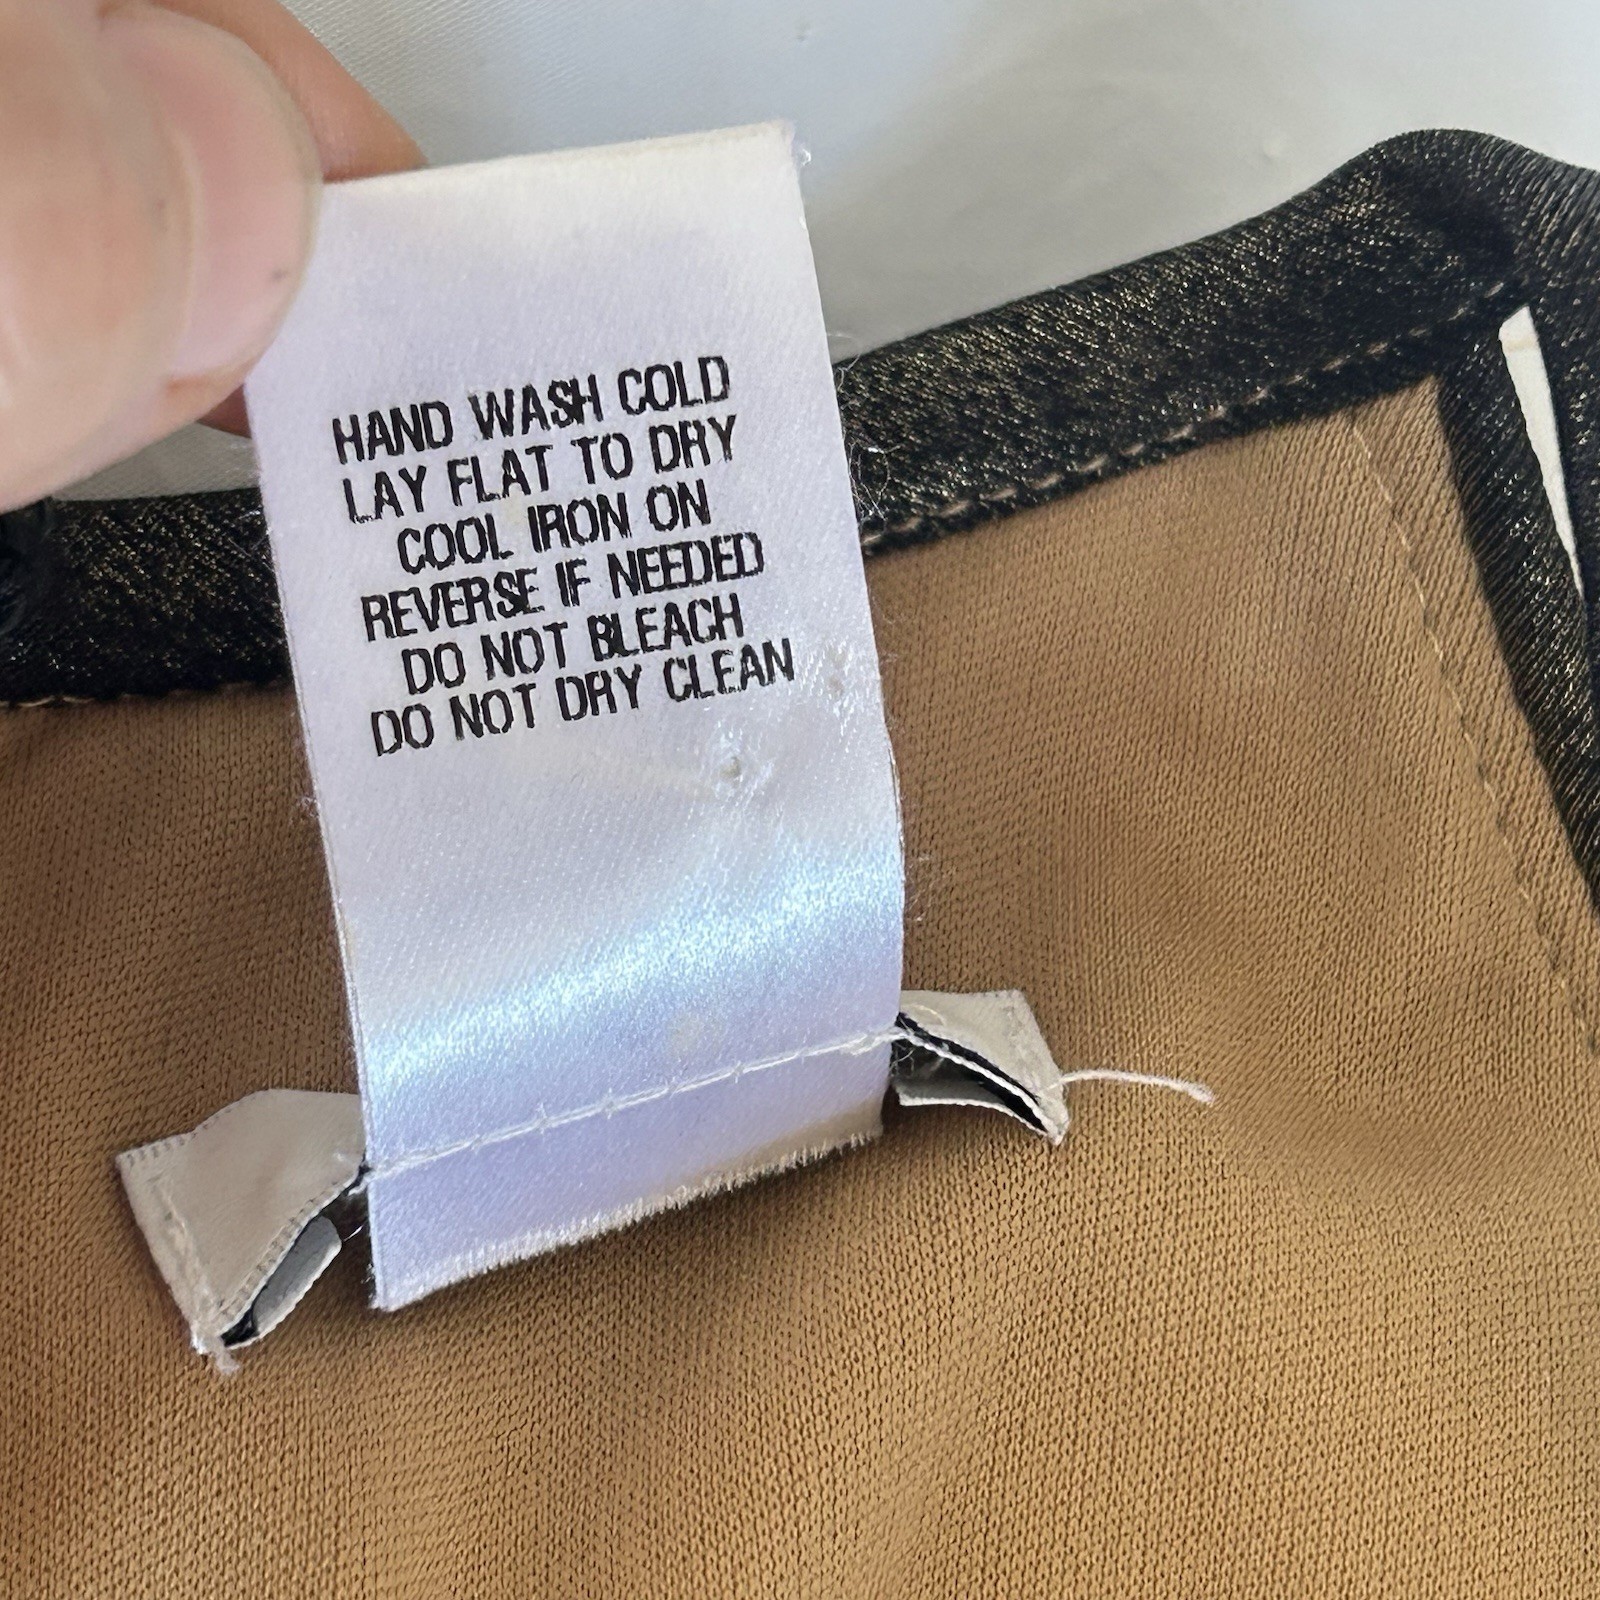 HAND WASH COLD
LAY FLAT TO DRY
COOL IRON ON
REVERSE IF NEEDED
DO NOT BLEACH
DO NOT DRY CLEAN